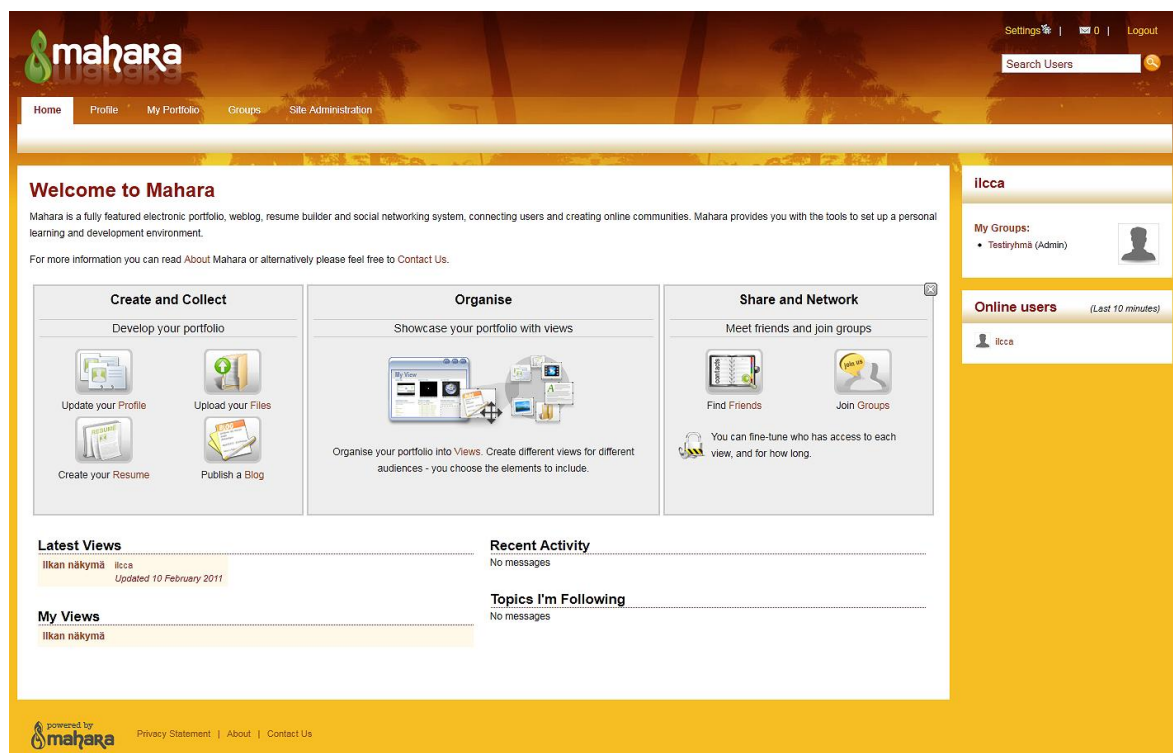 mahara
Settings | 0 | Logout
Search Users
Home Profile My Portfolio Groups Site Administration
Welcome to Mahara
Mahara is a fully featured electronic portfolio, weblog, resume builder and social networking system, connecting users and creating online communities. Mahara provides you with the tools to set up a personal
learning and development environment.
For more information you can read About Mahara or alternatively please feel free to Contact Us.
Create and Collect
Develop your portfolio
Update your Profile
Upload your Files
RESUME
Create your Resume
BLOG
Publish a Blog
Organise
Showcase your portfolio with views
My View
A
Organise your portfolio into Views. Create different views for different
audiences - you choose the elements to include.
Share and Network
Meet friends and join groups
contacts
Find Friends
join us
Join Groups
You can fine-tune who has access to each
view, and for how long.
Latest Views
Ilkan näkymä ilcca
Updated 10 February 2011
My Views
Ilkan näkymä
Recent Activity
No messages
Topics I'm Following
No messages
ilcca
My Groups:
Testiryhmä (Admin)
Online users (Last 10 minutes)
ilcca
powered by
mahara
Privacy Statement | About | Contact Us